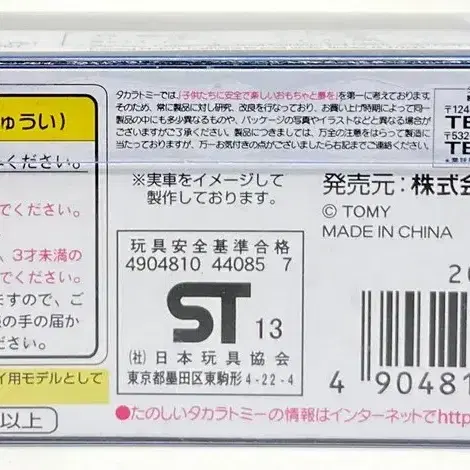 タカラトミーでは「子供たちに安全で楽しいおもちゃと夢を」を第一に考えております。
そのため、常に製品に対し研究、改良を行なっており、お買い上げ時期によって同一
製品の中にも多少異なるものや、パッケージの写真やイラストなどと異なる場合が
ございますがご了承ください。製品につきましては、万全の注意をはらって製造に
当たっておりますが、万一お気付きの点がございましたら右記までご連絡ください。
〒124
〒532
ゅうい）
ください。
でください。
3才未満の
でください。
ますので、ご
の手の届か
イ用モデルとして
以上
※実車をイメージして
製作しております。
発売元：株式会
© TOMY
MADE IN CHINA
玩具安全基準合格
4904810 44085 7
ST 13
(社) 日本玩具協会
東京都墨田区東駒形4-22-4
20
4 90481
●たのしいタカラトミーの情報はインターネットでhttp